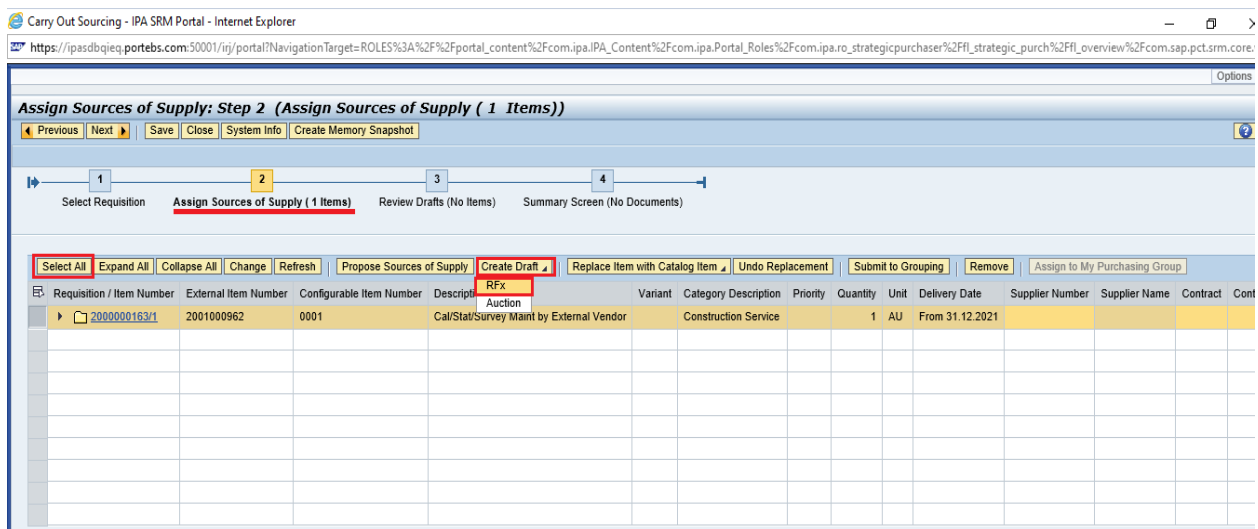 Carry Out Sourcing - IPA SRM Portal - Internet Explorer
https://ipasdbqieq.portebs.com:50001/irj/portal?NavigationTarget=ROLES%3A%2F%2Fportal_content%2Fcom.ipa.IPA_Content%2Fcom.ipa.Portal_Roles%2Fcom.ipa.ro_strategicpurchaser%2Ffl_strategic_purch%2Ffl_overview%2Fcom.sap.pct.srm.core.
Options
Assign Sources of Supply: Step 2 (Assign Sources of Supply ( 1 Items))
Previous Next Save Close System Info Create Memory Snapshot
1 2 3 4
Select Requisition Assign Sources of Supply ( 1 Items) Review Drafts (No Items) Summary Screen (No Documents)
Select All Expand All Collapse All Change Refresh Propose Sources of Supply Create Draft Replace Item with Catalog Item Undo Replacement Submit to Grouping Remove Assign to My Purchasing Group
RFx
Auction
Requisition / Item Number External Item Number Configurable Item Number Variant Category Description Priority Quantity Unit Delivery Date Supplier Number Supplier Name Contract
2000000163/1 2001000962 0001 Cal/Stat/Survey Maint by External Vendor Construction Service 1 AU From 31.12.2021